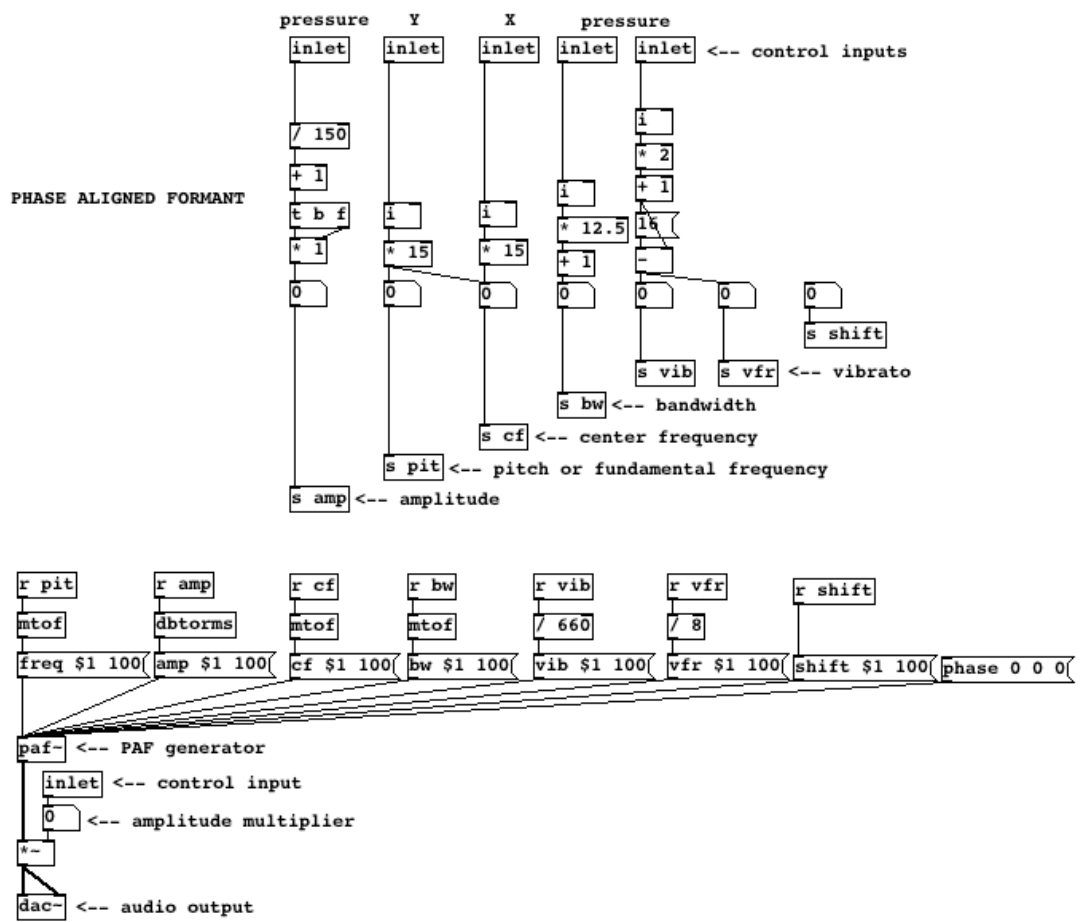 pressure Y X pressure
inlet inlet inlet inlet inlet <-- control inputs
i
/ 150
* 2
+ 1
+ 1
i
PHASE ALIGNED FORMANT
t b f i i
* 12.5 16
* 1 * 15 * 15
+ 1 -
0 0 0 0 0 0 0
s shift
s vib s vfr <-- vibrato
s bw <-- bandwidth
s cf <-- center frequency
s pit <-- pitch or fundamental frequency
s amp <-- amplitude
r pit r amp r cf r bw r vib r vfr r shift
mtof dbtorms mtof mtof / 660 / 8
freq $1 100 amp $1 100 cf $1 100 bw $1 100 vib $1 100 vfr $1 100 shift $1 100 phase 0 0 0
paf~ <-- PAF generator
inlet <-- control input
0 <-- amplitude multiplier
*~
dac~ <-- audio output